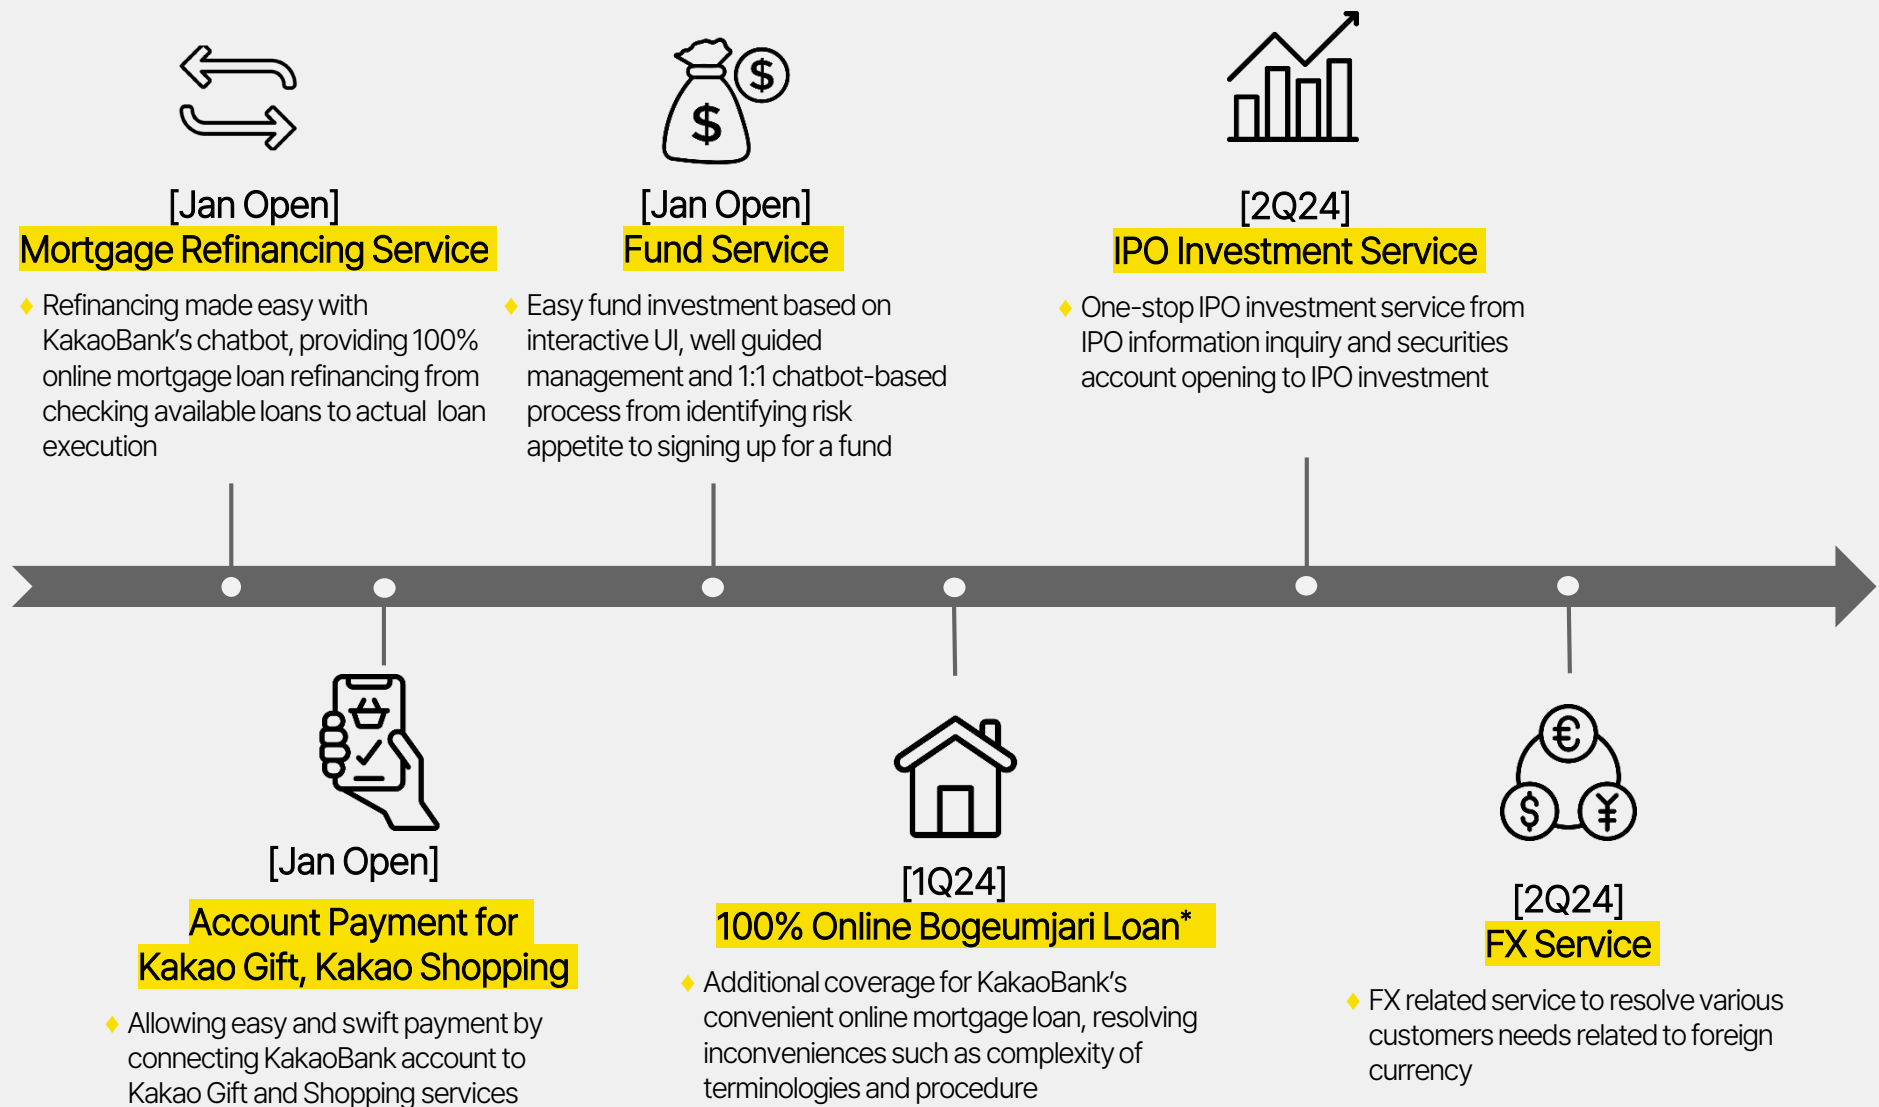 [Jan Open]
Mortgage Refinancing Service
♦ Refinancing made easy with
KakaoBank's chatbot, providing 100%
online mortgage loan refinancing from
checking available loans to actual loan
execution
[Jan Open]
Fund Service
♦ Easy fund investment based on
interactive UI, well guided
management and 1:1 chatbot-based
process from identifying risk
appetite to signing up for a fund
[2Q24]
IPO Investment Service
♦ One-stop IPO investment service from
IPO information inquiry and securities
account opening to IPO investment
[Jan Open]
Account Payment for
Kakao Gift, Kakao Shopping
♦ Allowing easy and swift payment by
connecting KakaoBank account to
Kakao Gift and Shopping services
[1Q24]
100% Online Bogeumjari Loan*
♦ Additional coverage for KakaoBank's
convenient online mortgage loan, resolving
inconveniences such as complexity of
terminologies and procedure
[2Q24]
FX Service
♦ FX related service to resolve various
customers needs related to foreign
currency